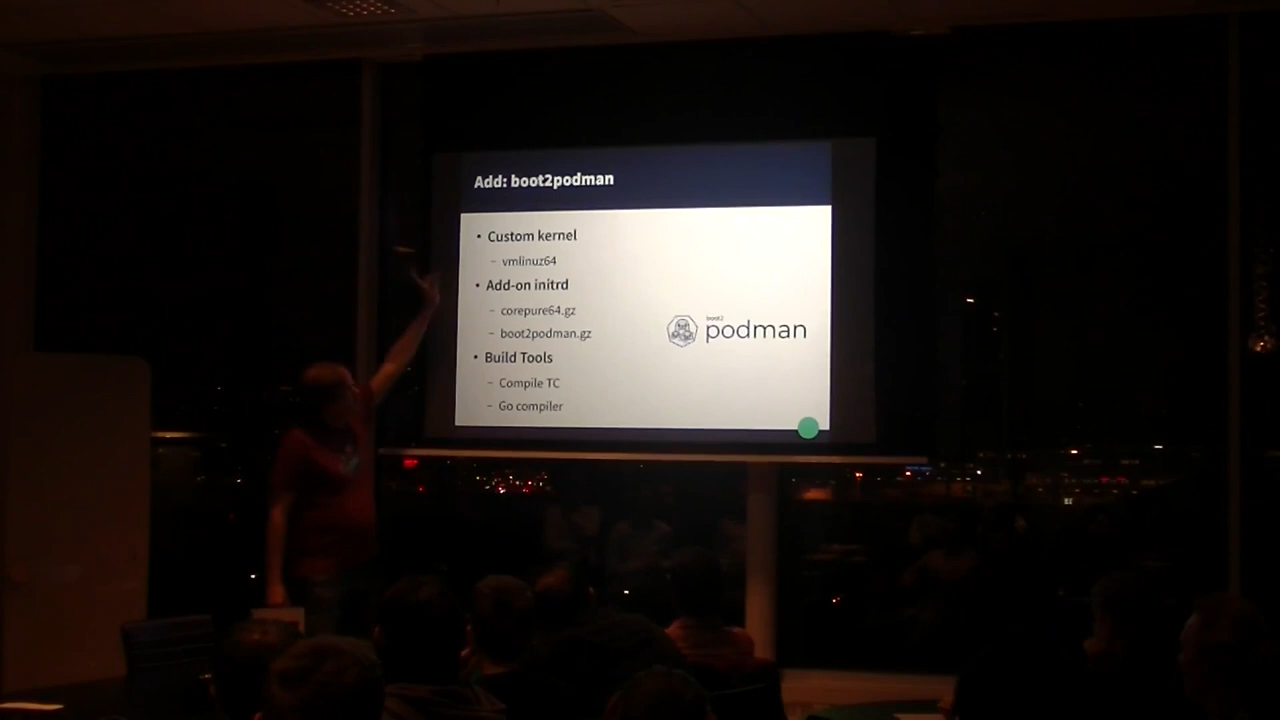 Add: boot2podman
• Custom kernel
– vmlinuz64
• Add-on initrd
– corepure64.gz
– boot2podman.gz
• Build Tools
– Compile TC
– Go compiler
boot2
podman